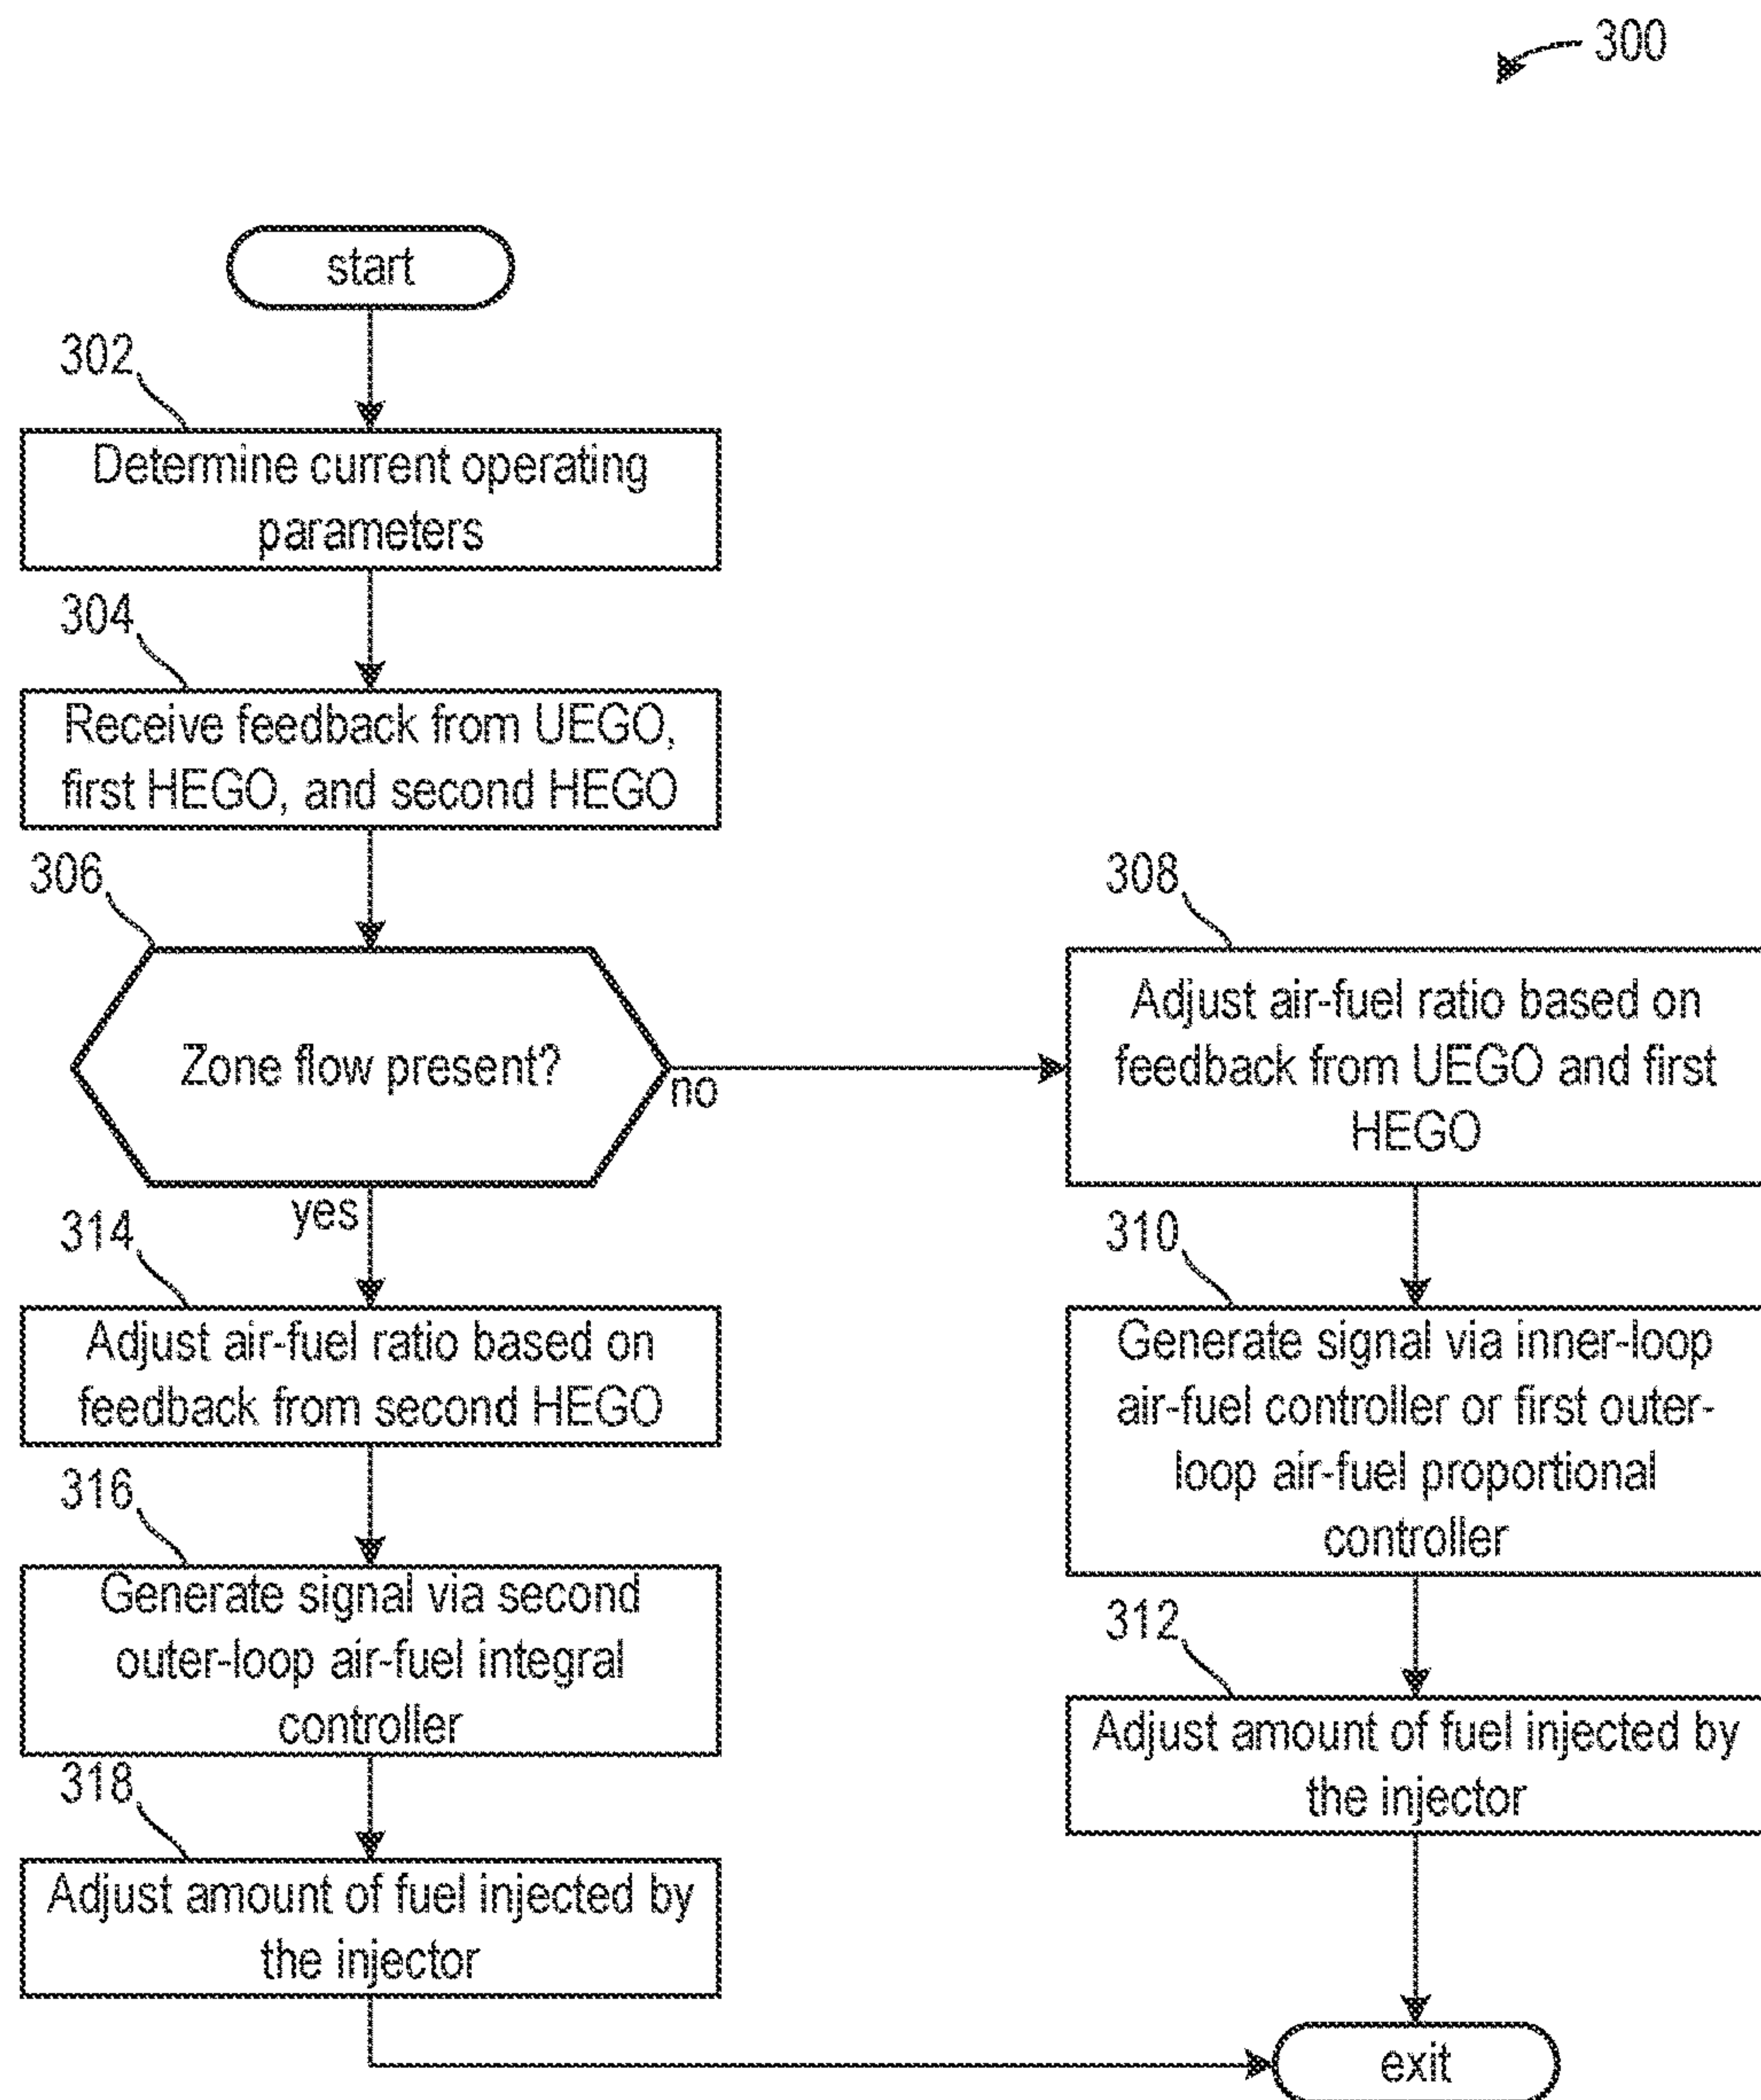 300
start
302
Determine current operating
parameters
304
Receive feedback from UEGO,
first HEGO, and second HEGO
306
Zone flow present?
no
yes
308
Adjust air-fuel ratio based on
feedback from UEGO and first
HEGO
310
Generate signal via inner-loop
air-fuel controller or first outer-
loop air-fuel proportional
controller
312
Adjust amount of fuel injected by
the injector
314
Adjust air-fuel ratio based on
feedback from second HEGO
316
Generate signal via second
outer-loop air-fuel integral
controller
318
Adjust amount of fuel injected by
the injector
exit